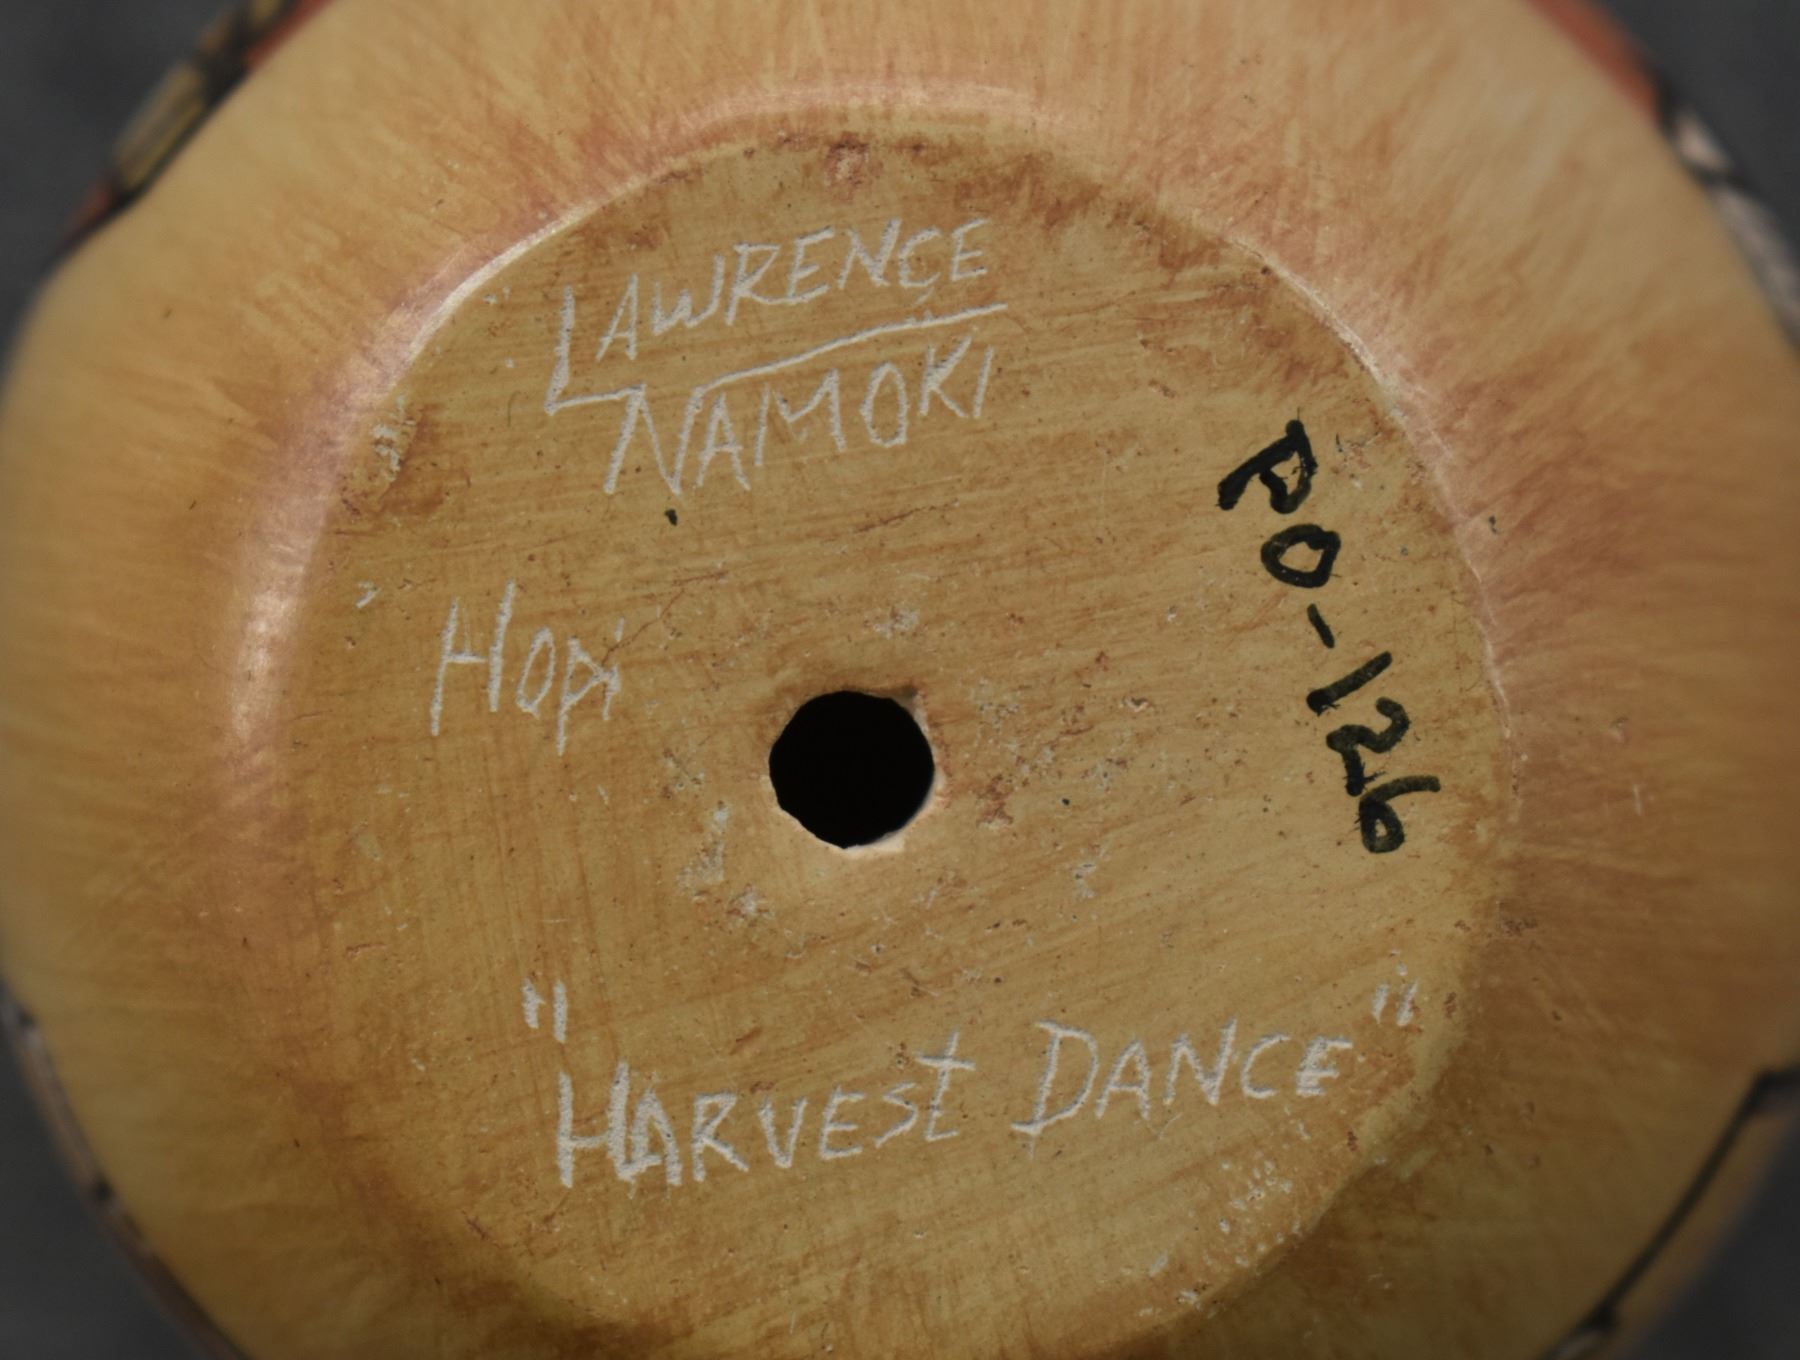 LAWRENCE
NAMOKI
PO-126
Hopi
"HARVEST DANCE"